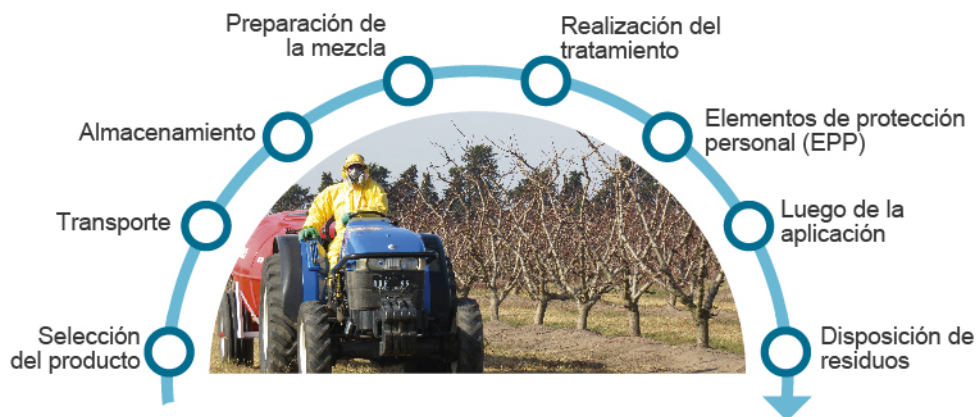 Preparación de
la mezcla
Realización del
tratamiento
Almacenamiento
Elementos de protección
personal (EPP)
Transporte
Luego de la
aplicación
Selección
del producto
Disposición de
residuos